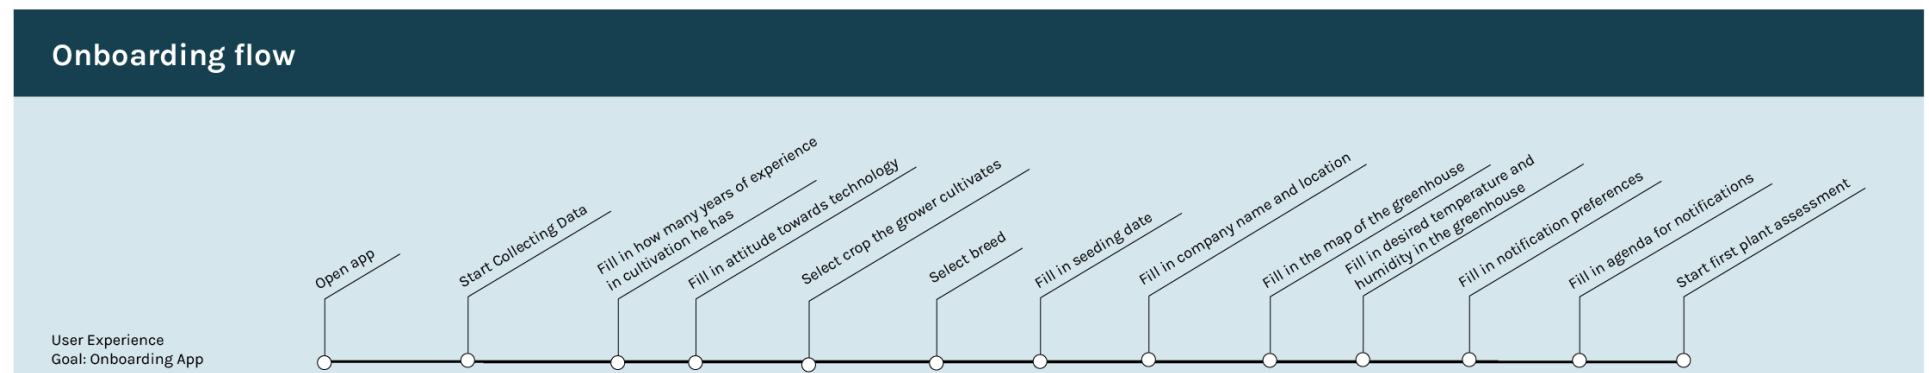 Onboarding flow
Open app
Start Collecting Data
Fill in how many years of experience
in cultivation he has
Fill in attitude towards technology
Select crop the grower cultivates
Select breed
Fill in seeding date
Fill in company name and location
Fill in the map of the greenhouse
Fill in desired temperature and
humidity in the greenhouse
Fill in notification preferences
Fill in agenda for notifications
Start first plant assessment
User Experience
Goal: Onboarding App